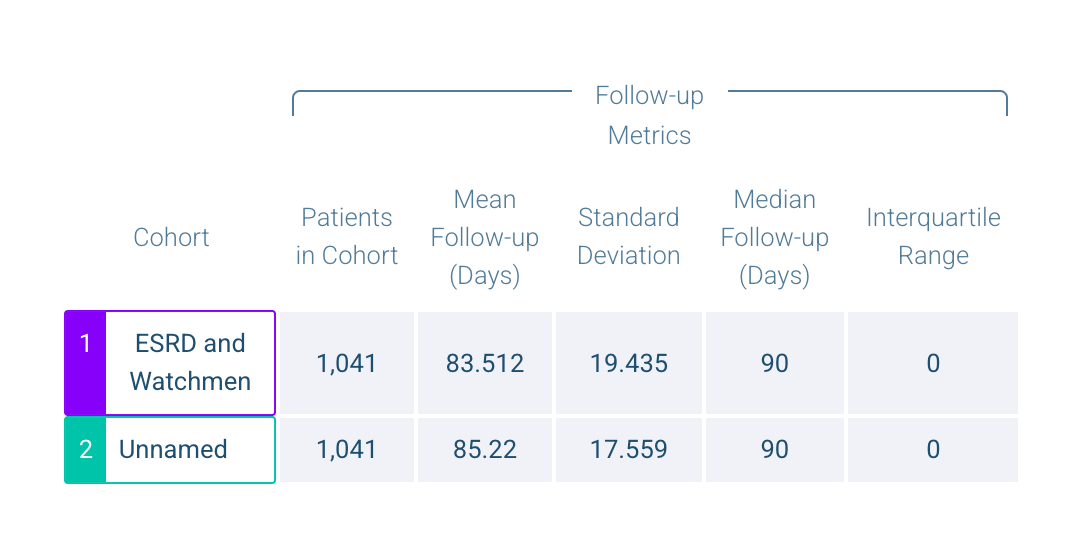 Follow-up
Metrics
Cohort
Patients
in Cohort
Mean
Follow-up
(Days)
Standard
Deviation
Median
Follow-up
(Days)
Interquartile
Range
1
ESRD and
Watchmen
1,041
83.512
19.435
90
0
2
Unnamed
1,041
85.22
17.559
90
0